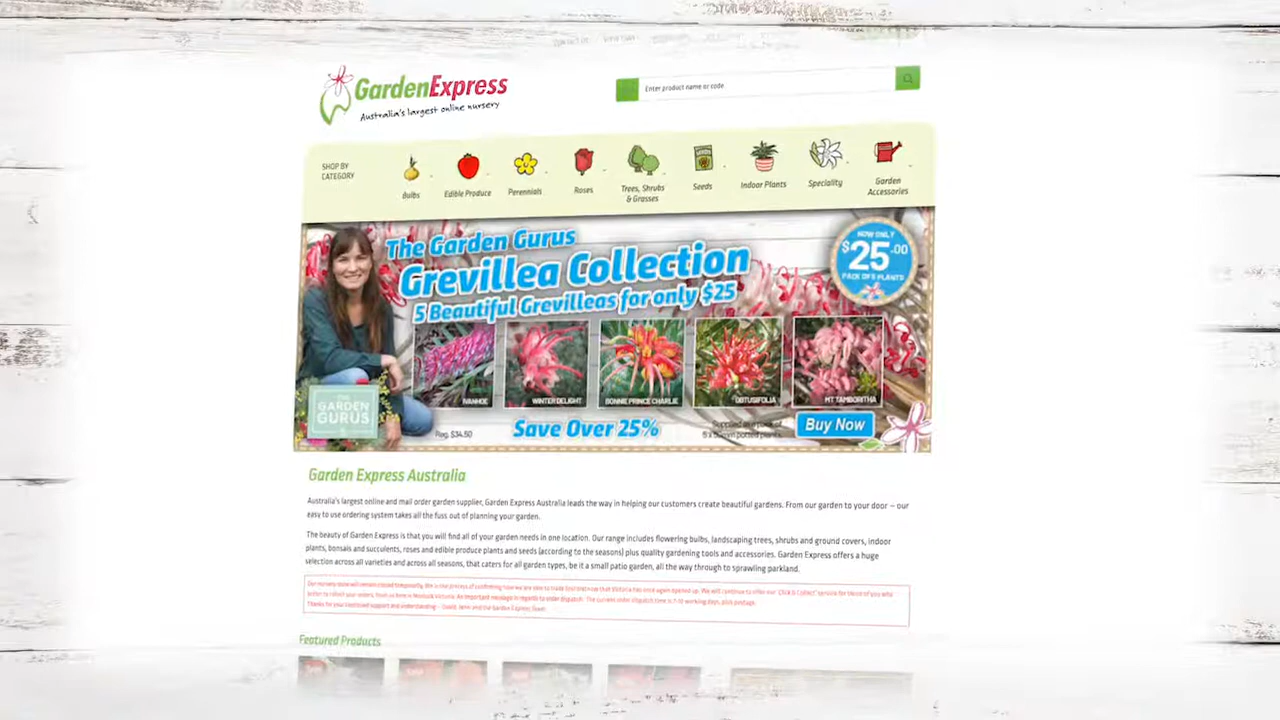 GardenExpress
Australia's largest online nursery
Enter product name or code
SHOP BY
CATEGORY
Bulbs
Edible Produce
Perennials
Roses
Trees, Shrubs
& Grasses
Seeds
Indoor Plants
Speciality
Garden
Accessories
The Garden Gurus
Grevillea Collection
5 Beautiful Grevilleas for only $25
NOW ONLY
$25.00
PACK OF 5 PLANTS
IVANHOE
WINTER DELIGHT
BONNIE PRINCE CHARLIE
OBTUSIFOLIA
MT TAMBORITHA
THE
GARDEN
GURUS
Reg. $34.50
Save Over 25%
Buy Now
Garden Express Australia
Australia's largest online and mail order garden supplier, Garden Express Australia leads the way in helping our customers create beautiful gardens. From our garden to your door – our
easy to use ordering system takes all the fuss out of planning your garden.
The beauty of Garden Express is that you will find all of your garden needs in one location. Our range includes flowering bulbs, landscaping trees, shrubs and ground covers, indoor
plants, bonsais and succulents, roses and edible produce plants and seeds (according to the seasons) plus quality gardening tools and accessories. Garden Express offers a huge
selection across all varieties and across all seasons, that caters for all garden types, be it a small patio garden, all the way through to sprawling parkland.
Featured Products